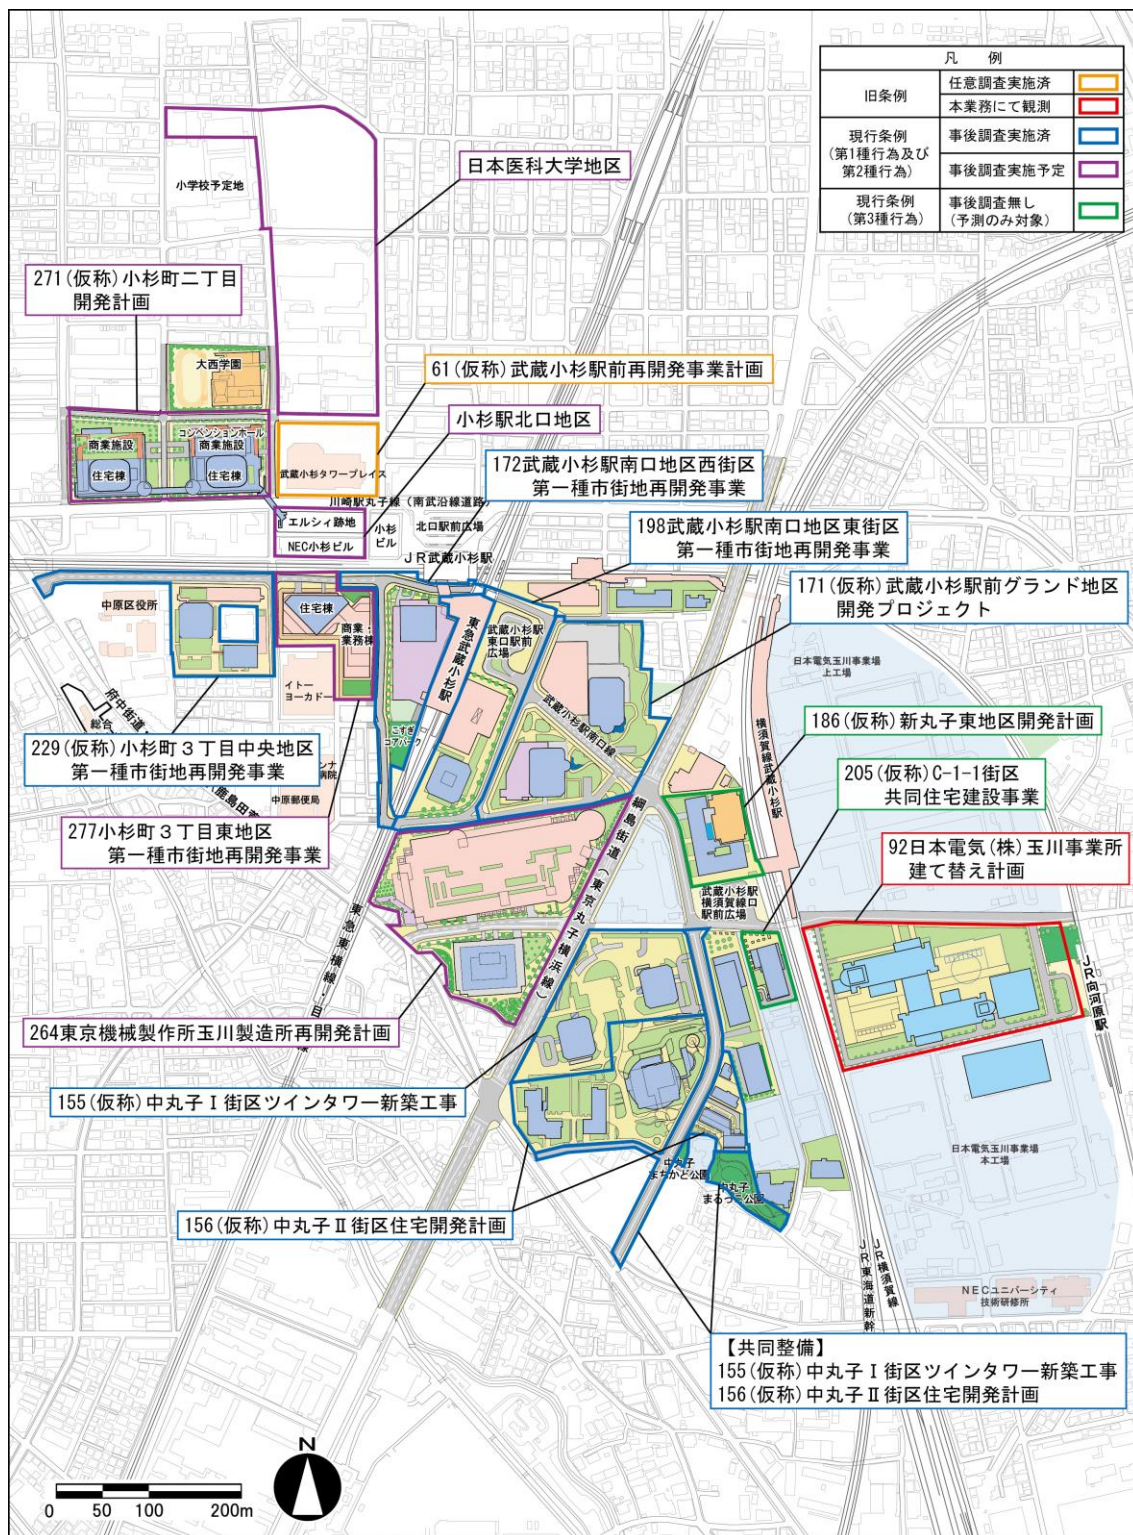 凡　例
旧条例
任意調査実施済
本業務にて観測
現行条例
(第1種行為及び
第2種行為)
事後調査実施済
事後調査実施予定
現行条例
(第3種行為)
事後調査無し
(予測のみ対象)
日本医科大学地区
小学校予定地
271(仮称)小杉町二丁目
開発計画
大西学園
61(仮称)武蔵小杉駅前再開発事業計画
小杉駅北口地区
商業施設
コンベンションホール
商業施設
住宅棟
住宅棟
武蔵小杉タワープレイス
172武蔵小杉駅南口地区西街区
第一種市街地再開発事業
川崎駅丸子線(南武沿線道路)
エルシィ跡地
小杉
ビル
北口駅前広場
NEC小杉ビル
JR武蔵小杉駅
198武蔵小杉駅南口地区東街区
第一種市街地再開発事業
171(仮称)武蔵小杉駅前グランド地区
開発プロジェクト
中原区役所
住宅棟
商業・
業務棟
東急武蔵小杉駅
武蔵小杉駅
東口駅前
広場
日本電気玉川事業場
上工場
イトー
ヨーカドー
武蔵小杉駅南口線
こすぎ
コアパーク
府中街道
総合
横須賀線武蔵小杉駅
186(仮称)新丸子東地区開発計画
229(仮称)小杉町3丁目中央地区
第一種市街地再開発事業
病院
中原郵便局
205(仮称)C-1-1街区
共同住宅建設事業
277小杉町3丁目東地区
第一種市街地再開発事業
綱島街道(東京丸子横浜線)
92日本電気(株)玉川事業所
建て替え計画
武蔵小杉駅
横須賀線口
駅前広場
東急東横線・目
JR向河原駅
264東京機械製作所玉川製造所再開発計画
155(仮称)中丸子Ⅰ街区ツインタワー新築工事
日本電気玉川事業場
本工場
中丸子
まちかど公園
中丸子
まるっこ公園
156(仮称)中丸子Ⅱ街区住宅開発計画
JR横須賀線
JR東海道新幹
NECユニバーシティ
技術研修所
【共同整備】
155(仮称)中丸子Ⅰ街区ツインタワー新築工事
156(仮称)中丸子Ⅱ街区住宅開発計画
N
0 50 100 200m